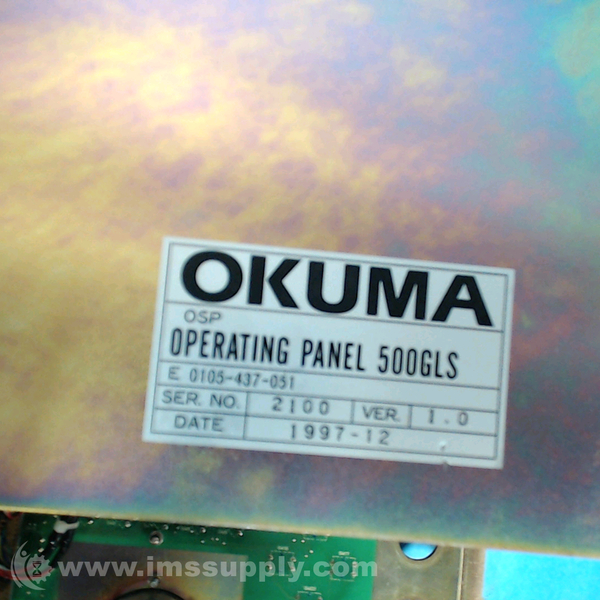 OKUMA
OSP
OPERATING PANEL 500GLS
E 0105-437-051
SER. NO. 2100 VER. 1.0
DATE 1997-12
www.imssupply.com